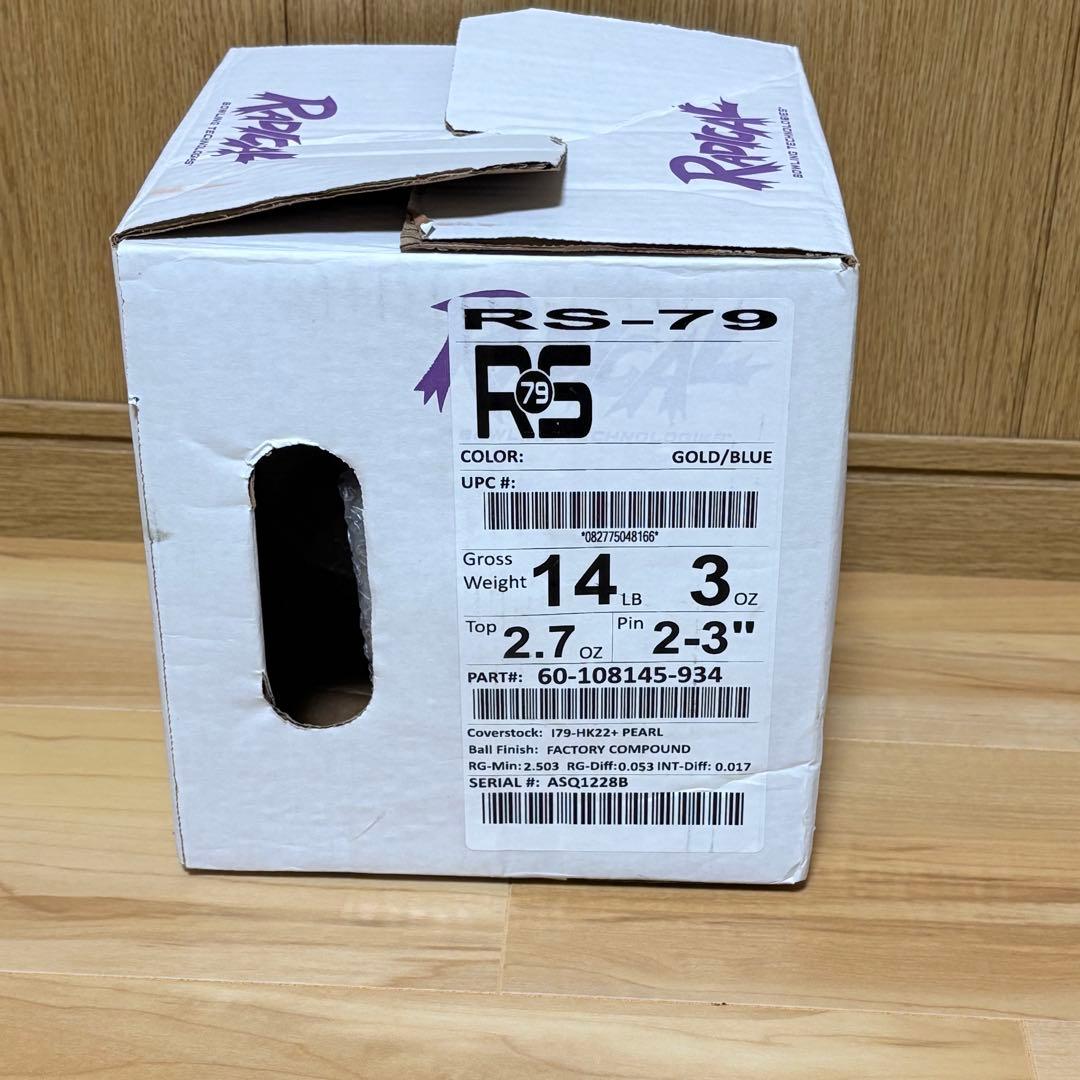 RADICAL
BOWLING TECHNOLOGIES
RADICAL
BOWLING TECHNOLOGIES
RS-79
RS
79
COLOR: GOLD/BLUE
UPC #:
*082775048166*
Gross Weight 14 LB 3 OZ
Top 2.7 OZ Pin 2-3"
PART#: 60-108145-934
Coverstock: I79-HK22+ PEARL
Ball Finish: FACTORY COMPOUND
RG-Min: 2.503 RG-Diff: 0.053 INT-Diff: 0.017
SERIAL #: ASQ1228B